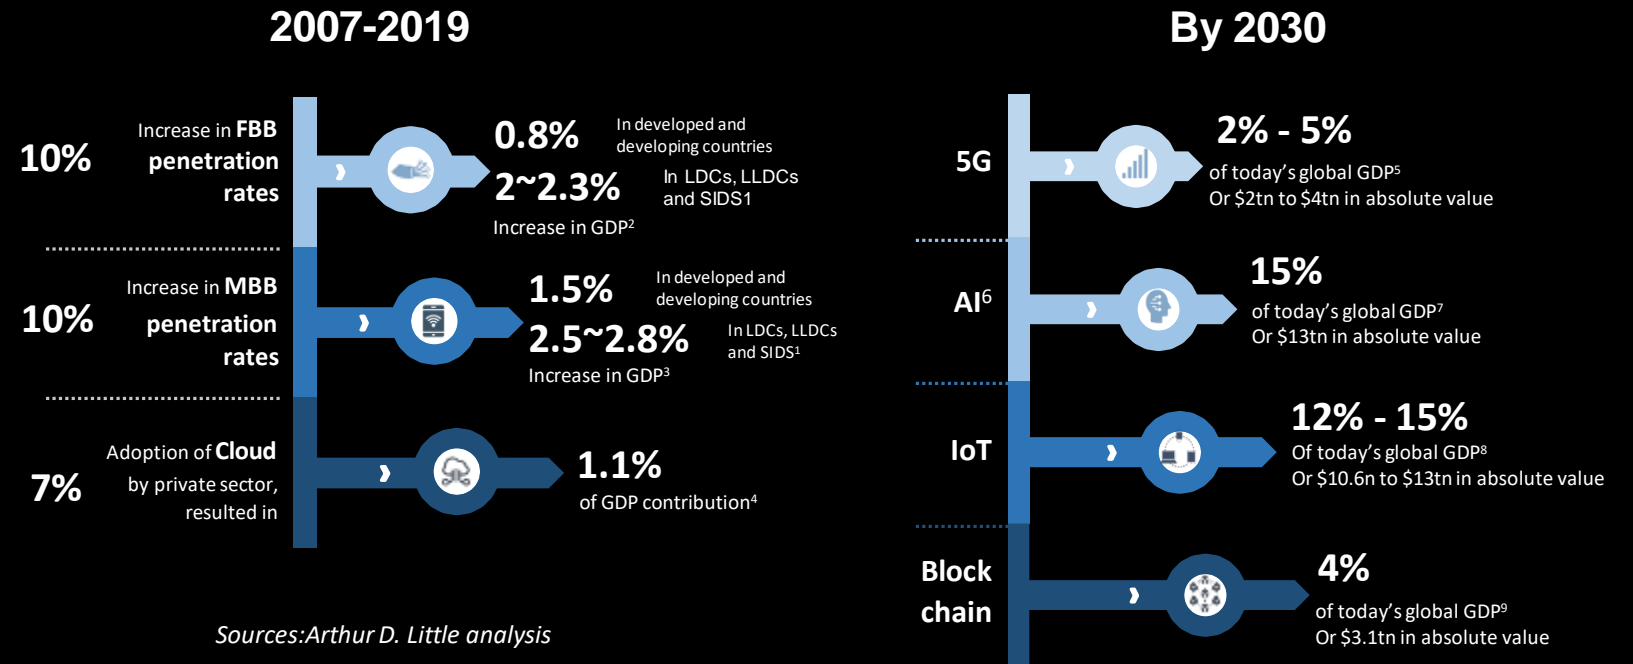 2007-2019
10%
Increase in FBB
penetration
rates
0.8%
In developed and
developing countries
2~2.3%
In LDCs, LLDCs
and SIDS1
Increase in GDP2
10%
Increase in MBB
penetration
rates
1.5%
In developed and
developing countries
2.5~2.8%
In LDCs, LLDCs
and SIDS1
Increase in GDP3
7%
Adoption of Cloud
by private sector,
resulted in
1.1%
of GDP contribution4
Sources:Arthur D. Little analysis
By 2030
5G
2% - 5%
of today's global GDP5
Or $2tn to $4tn in absolute value
AI6
15%
of today's global GDP7
Or $13tn in absolute value
IoT
12% - 15%
Of today's global GDP8
Or $10.6n to $13tn in absolute value
Block
chain
4%
of today's global GDP9
Or $3.1tn in absolute value